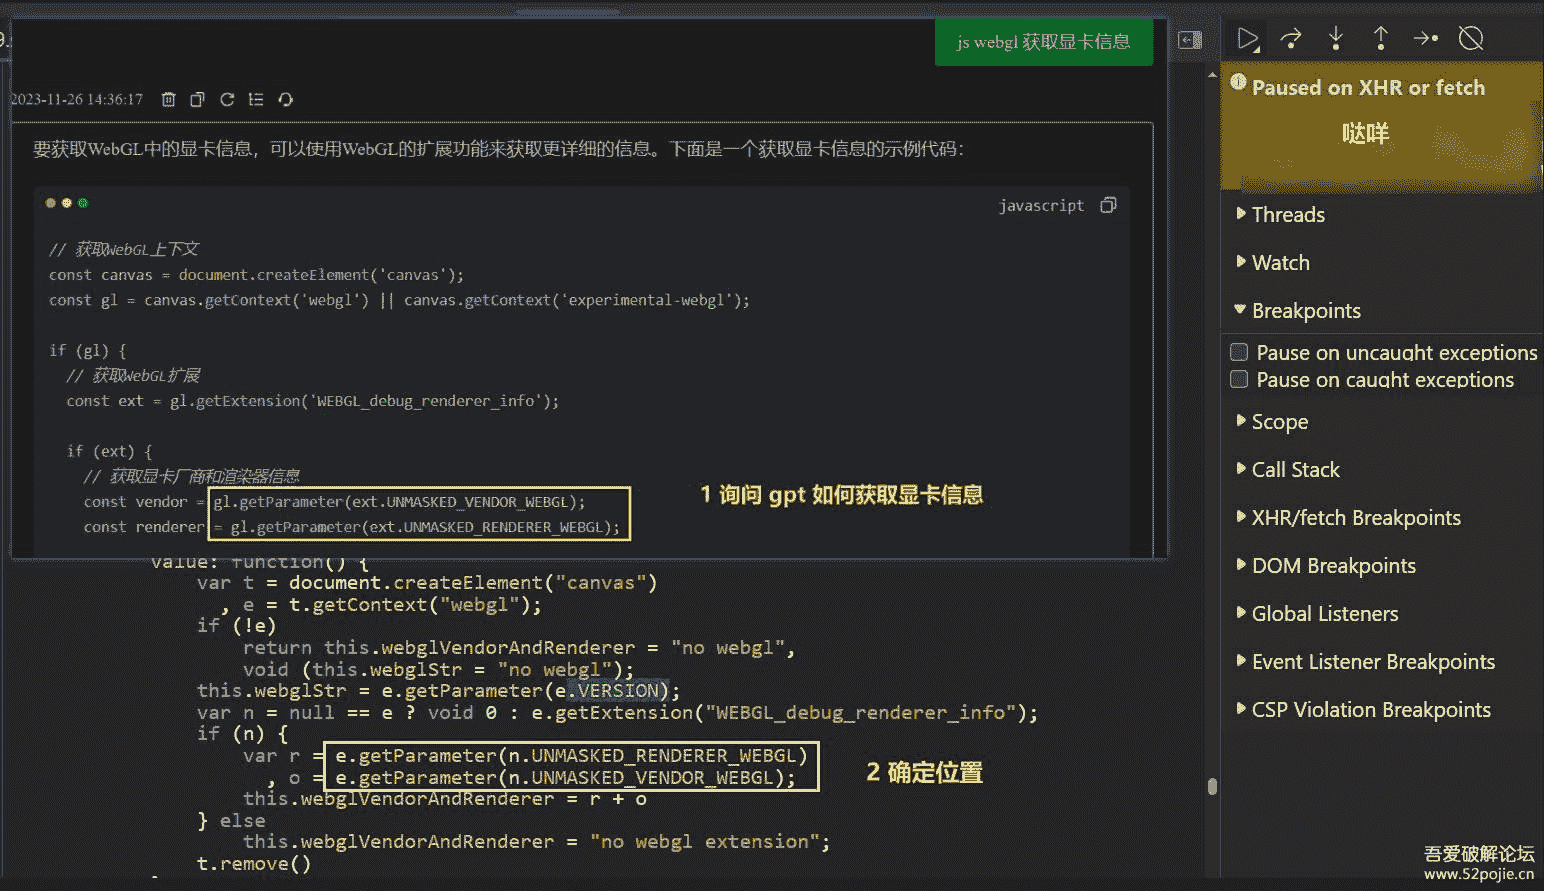 js webgl 获取显卡信息
2023-11-26 14:36:17
要获取WebGL中的显卡信息，可以使用WebGL的扩展功能来获取更详细的信息。下面是一个获取显卡信息的示例代码：
javascript
// 获取WebGL上下文
const canvas = document.createElement('canvas');
const gl = canvas.getContext('webgl') || canvas.getContext('experimental-webgl');
if (gl) {
// 获取WebGL扩展
const ext = gl.getExtension('WEBGL_debug_renderer_info');
if (ext) {
// 获取显卡厂商和渲染器信息
const vendor = gl.getParameter(ext.UNMASKED_VENDOR_WEBGL);
const renderer = gl.getParameter(ext.UNMASKED_RENDERER_WEBGL);
1 询问 gpt 如何获取显卡信息
value: function() {
var t = document.createElement("canvas")
, e = t.getContext("webgl");
if (!e)
return this.webglVendorAndRenderer = "no webgl",
void (this.webglStr = "no webgl");
this.webglStr = e.getParameter(e.VERSION);
var n = null == e ? void 0 : e.getExtension("WEBGL_debug_renderer_info");
if (n) {
var r = e.getParameter(n.UNMASKED_RENDERER_WEBGL)
, o = e.getParameter(n.UNMASKED_VENDOR_WEBGL);
this.webglVendorAndRenderer = r + o
} else
this.webglVendorAndRenderer = "no webgl extension";
t.remove()
2 确定位置
Paused on XHR or fetch
哒咩
Threads
Watch
Breakpoints
Pause on uncaught exceptions
Pause on caught exceptions
Scope
Call Stack
XHR/fetch Breakpoints
DOM Breakpoints
Global Listeners
Event Listener Breakpoints
CSP Violation Breakpoints
吾爱破解论坛
www.52pojie.cn